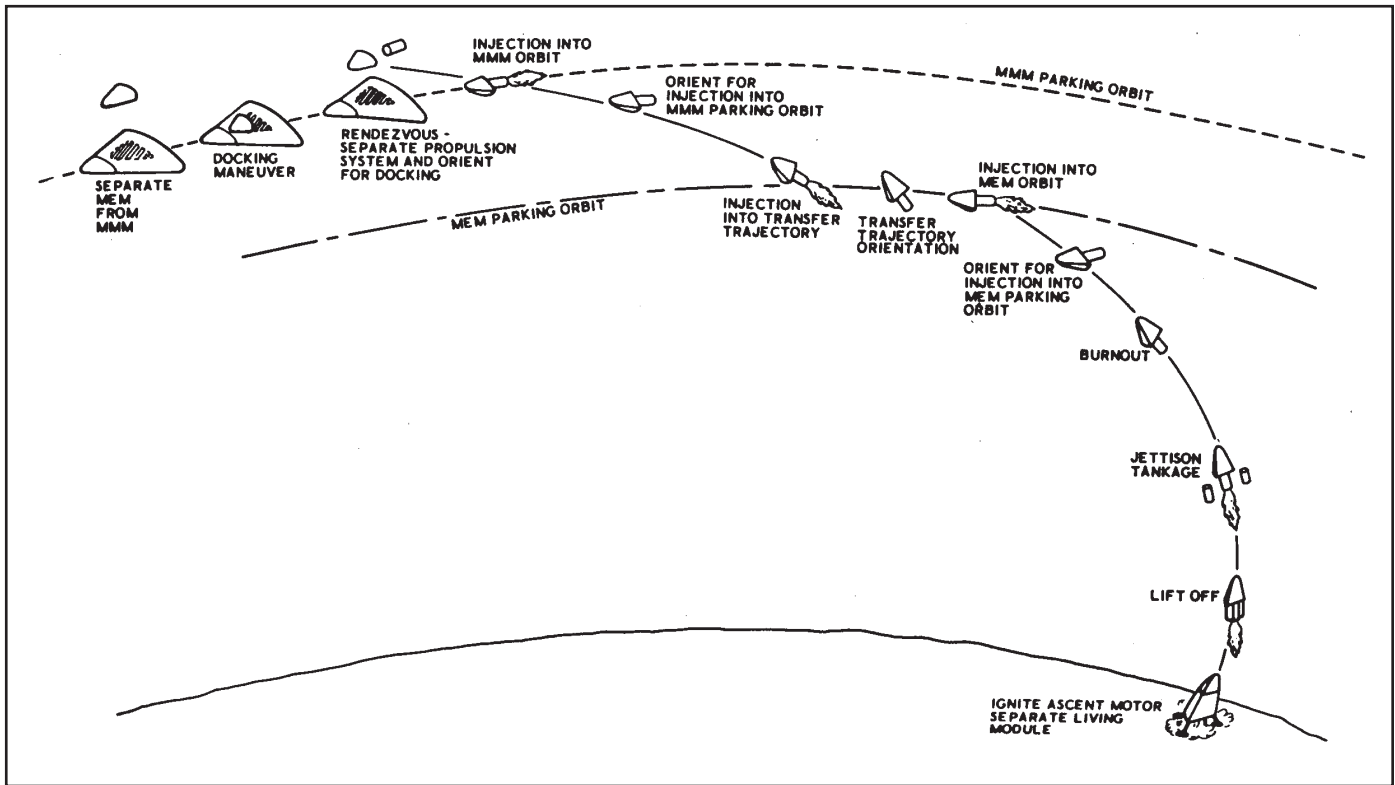 INJECTION INTO
MMM ORBIT
ORIENT FOR
INJECTION INTO
MMM PARKING ORBIT
MMM PARKING ORBIT
RENDEZVOUS -
SEPARATE PROPULSION
SYSTEM AND ORIENT
FOR DOCKING
DOCKING
MANEUVER
SEPARATE
MEM
FROM
MMM
MEM PARKING ORBIT
INJECTION
INTO TRANSFER
TRAJECTORY
TRANSFER
TRAJECTORY
ORIENTATION
INJECTION INTO
MEM ORBIT
ORIENT FOR
INJECTION INTO
MEM PARKING
ORBIT
BURNOUT
JETTISON
TANKAGE
LIFT OFF
IGNITE ASCENT MOTOR
SEPARATE LIVING
MODULE